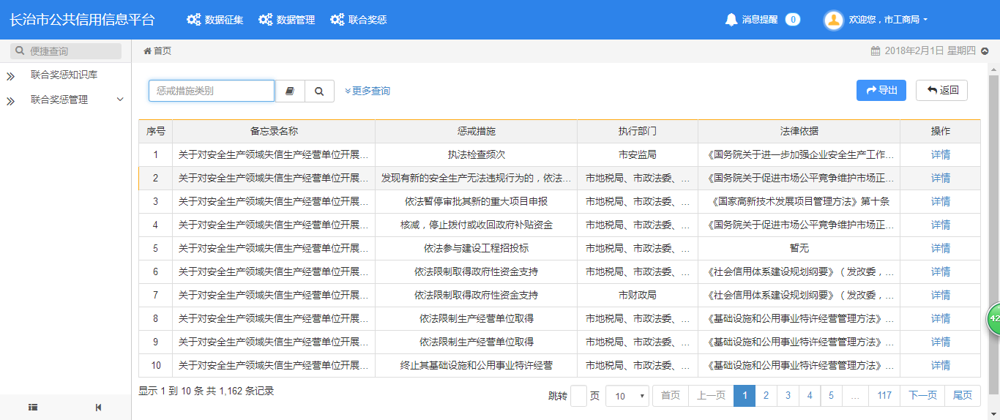 长治市公共信用信息平台 数据征集 数据管理 联合奖惩 消息提醒 0 欢迎您，市工商局
便捷查询 首页 2018年2月1日 星期四
联合奖惩知识库
联合奖惩管理
惩戒措施类别 更多查询 导出 返回
序号 备忘录名称 惩戒措施 执行部门 法律依据 操作
1 关于对安全生产领域失信生产经营单位开展... 执法检查频次 市安监局 《国务院关于进一步加强企业安全生产工作... 详情
2 关于对安全生产领域失信生产经营单位开展... 发现有新的安全生产无法违规行为的，依法... 市地税局、市政法委、... 《国务院关于促进市场公平竞争维护市场正... 详情
3 关于对安全生产领域失信生产经营单位开展... 依法暂停审批其新的重大项目申报 市地税局、市政法委、... 《国家高新技术发展项目管理方法》第十条 详情
4 关于对安全生产领域失信生产经营单位开展... 核减，停止拨付或收回政府补贴资金 市地税局、市政法委、... 《国务院关于促进市场公平竞争维护市场正... 详情
5 关于对安全生产领域失信生产经营单位开展... 依法参与建设工程招投标 市地税局、市政法委、... 暂无 详情
6 关于对安全生产领域失信生产经营单位开展... 依法限制取得政府性资金支持 市地税局、市政法委、... 《社会信用体系建设规划纲要》（发改委，... 详情
7 关于对安全生产领域失信生产经营单位开展... 依法限制取得政府性资金支持 市财政局 《社会信用体系建设规划纲要》（发改委，... 详情
8 关于对安全生产领域失信生产经营单位开展... 依法限制生产经营单位取得 市地税局、市政法委、... 《基础设施和公用事业特许经营管理方法》... 详情
9 关于对安全生产领域失信生产经营单位开展... 依法限制生产经营单位取得 市地税局、市政法委、... 《基础设施和公用事业特许经营管理方法》... 详情
10 关于对安全生产领域失信生产经营单位开展... 终止其基础设施和公用事业特许经营 市地税局、市政法委、... 《基础设施和公用事业特许经营管理方法》... 详情
显示 1 到 10 条 共 1,162 条记录 跳转 页 10 首页 上一页 1 2 3 4 5 ... 117 下一页 尾页
42